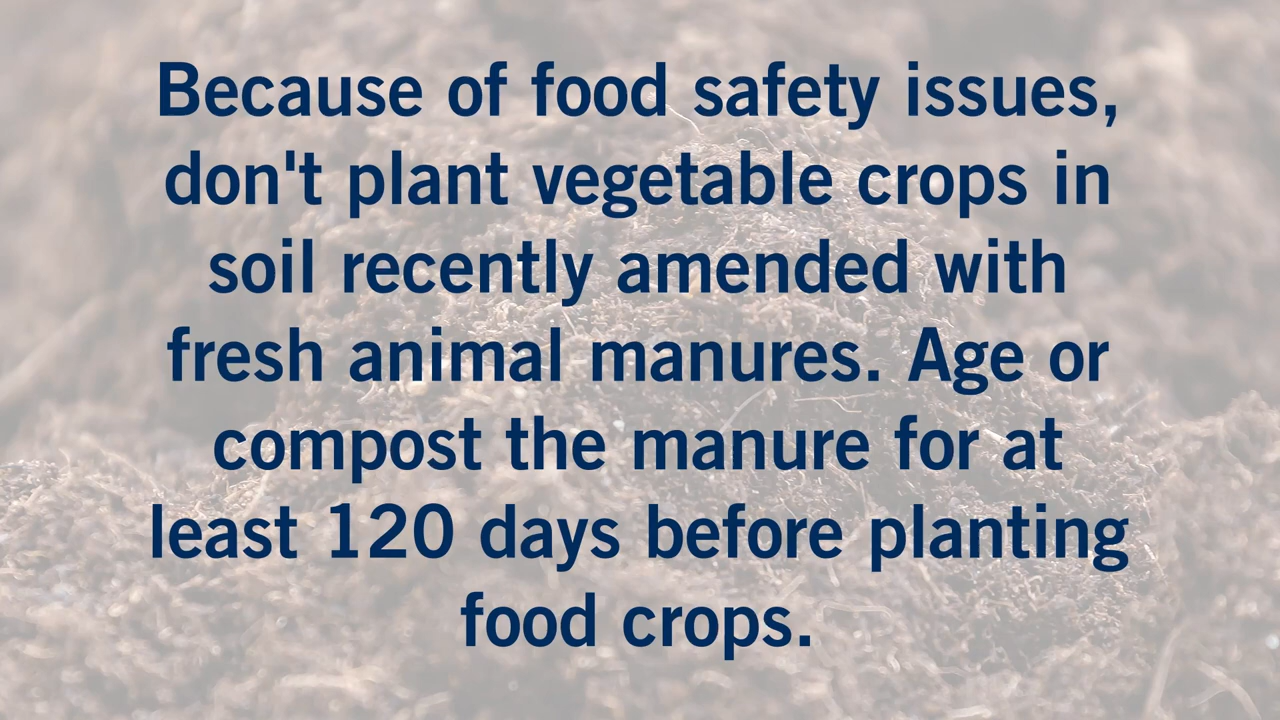 Because of food safety issues,
don't plant vegetable crops in
soil recently amended with
fresh animal manures. Age or
compost the manure for at
least 120 days before planting
food crops.